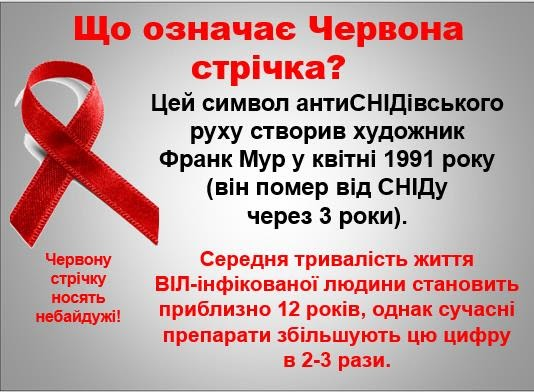 Що означає Червона
стрічка?
Цей символ антиСНІДівського
руху створив художник
Франк Мур у квітні 1991 року
(він помер від СНІДу
через 3 роки).
Червону
стрічку
носять
небайдужі!
Середня тривалість життя
ВІЛ-інфікованої людини становить
приблизно 12 років, однак сучасні
препарати збільшують цю цифру
в 2-3 рази.